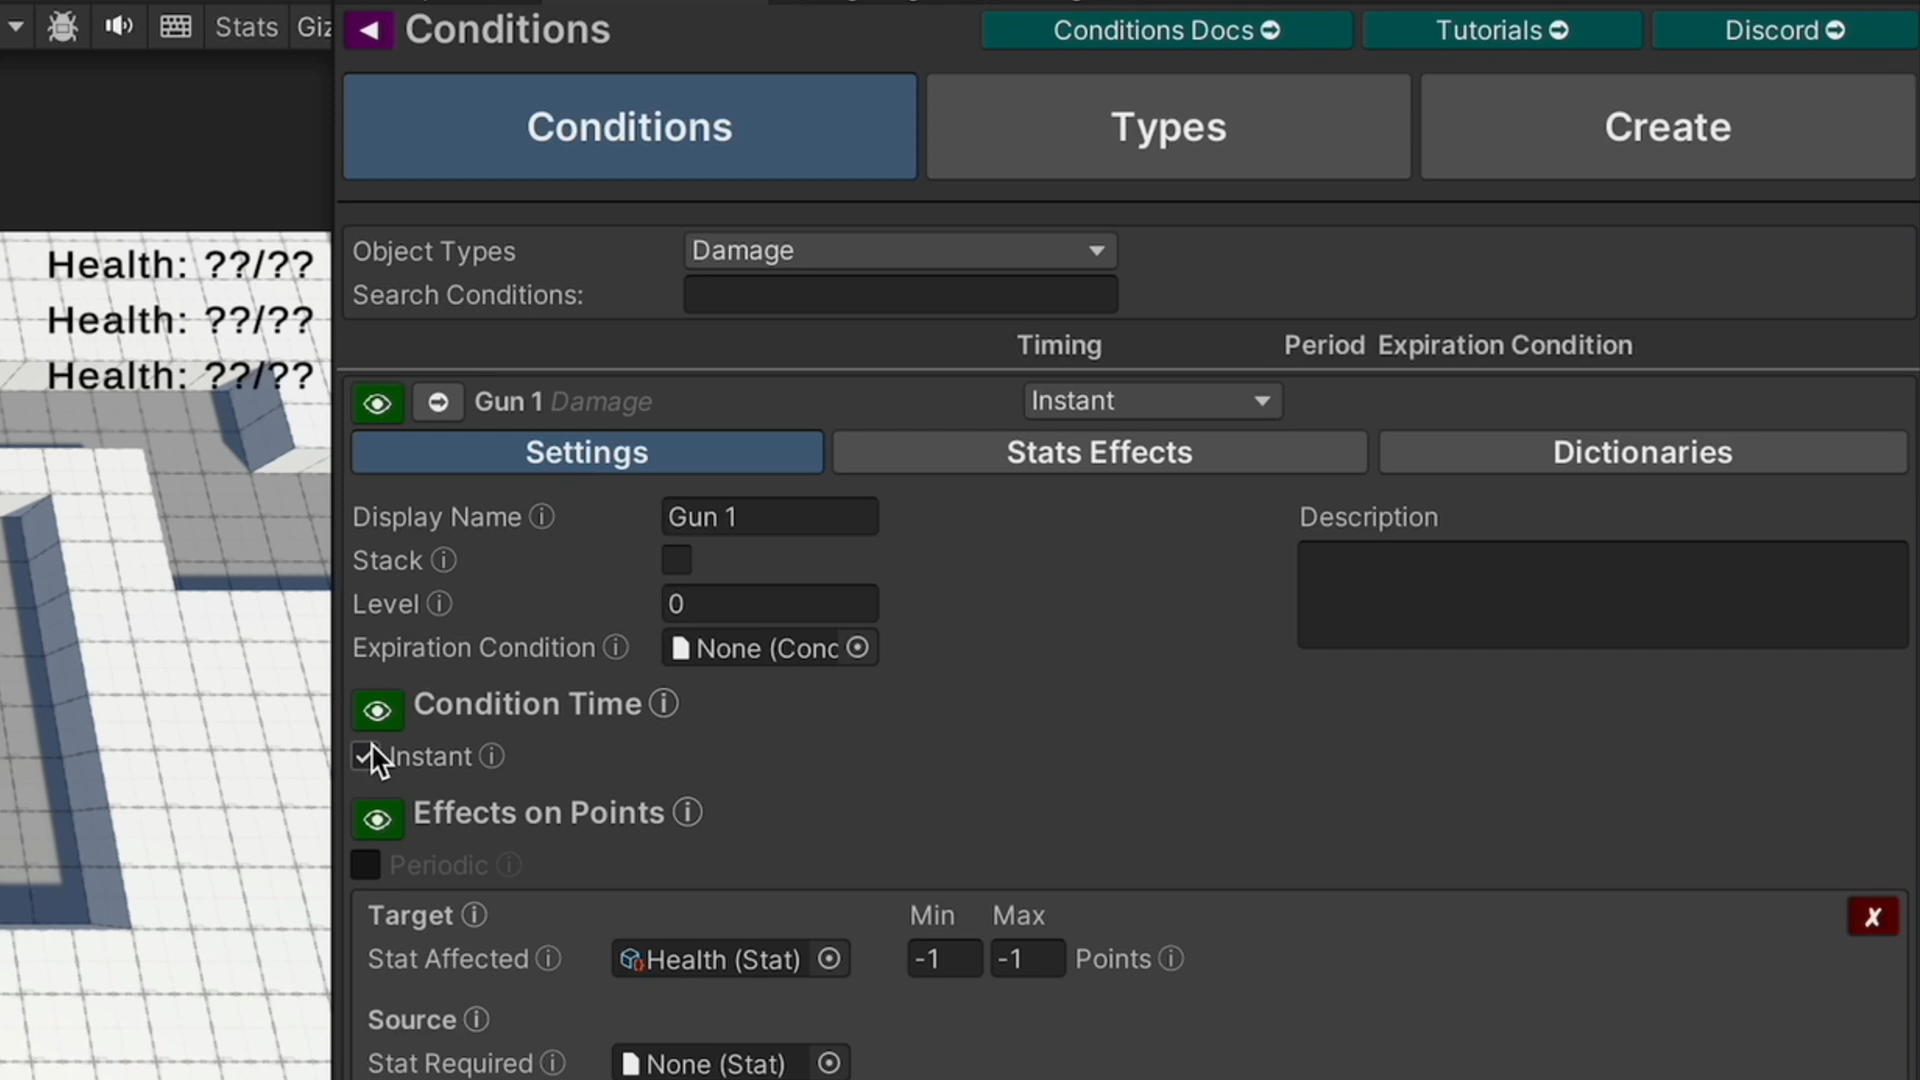 Stats Giz
Conditions
Conditions Docs
Tutorials
Discord
Conditions
Types
Create
Health: ??/??
Health: ??/??
Health: ??/??
Object Types Damage
Search Conditions:
Timing Period Expiration Condition
Gun 1 Damage Instant
Settings
Stats Effects
Dictionaries
Display Name Gun 1 Description
Stack
Level 0
Expiration Condition None (Conc
Condition Time
Instant
Effects on Points
Periodic
Target Min Max
Stat Affected Health (Stat) -1 -1 Points
Source
Stat Required None (Stat)